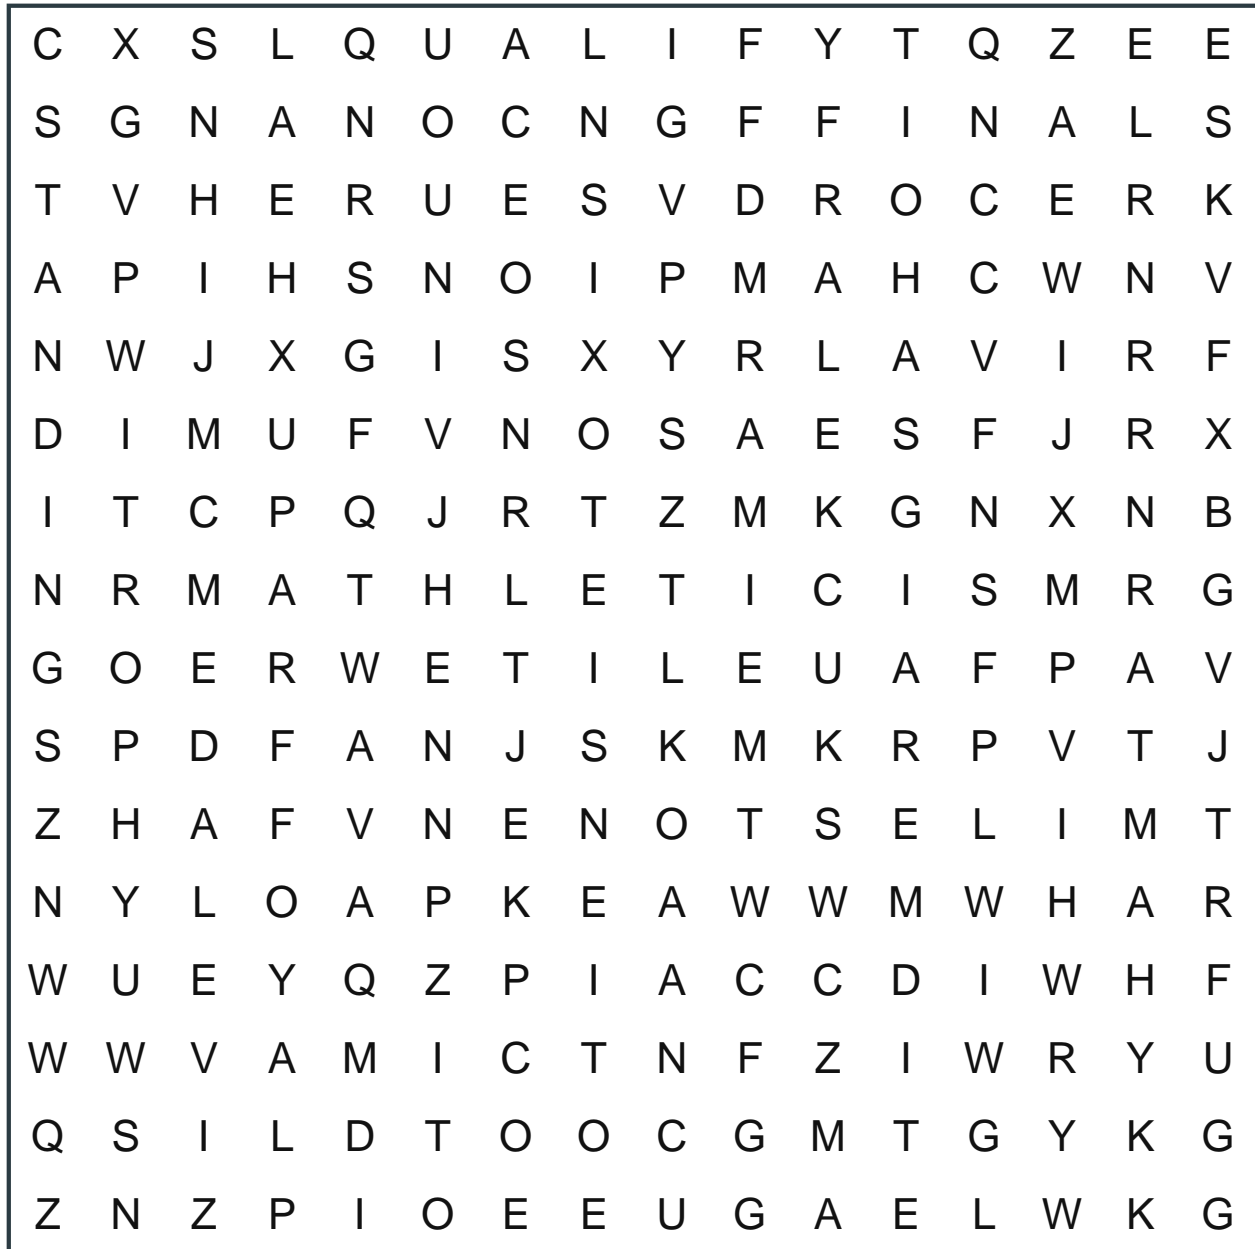 C X S L Q U A L I F Y T Q Z E E
S G N A N O C N G F F I N A L S
T V H E R U E S V D R O C E R K
A P I H S N O I P M A H C W N V
N W J X G I S X Y R L A V I R F
D I M U F V N O S A E S F J R X
I T C P Q J R T Z M K G N X N B
N R M A T H L E T I C I S M R G
G O E R W E T I L E U A F P A V
S P D F A N J S K M K R P V T J
Z H A F V N E N O T S E L I M T
N Y L O A P K E A W W M W H A R
W U E Y Q Z P I A C C D I W H F
W W V A M I C T N F Z I W R Y U
Q S I L D T O O C G M T G Y K G
Z N Z P I O E E U G A E L W K G